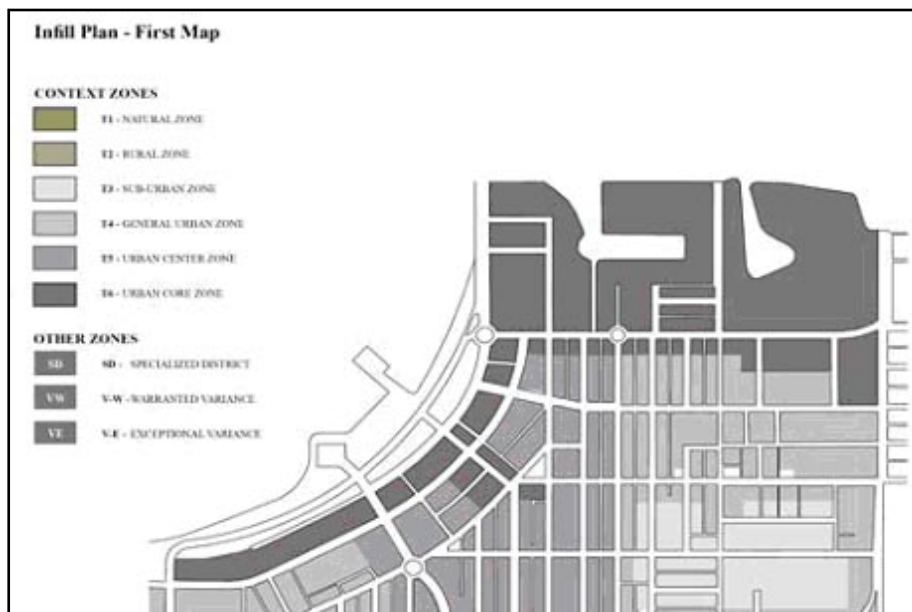 Infill Plan - First Map
CONTEXT ZONES
T1 - NATURAL ZONE
T2 - RURAL ZONE
T3 - SUB-URBAN ZONE
T4 - GENERAL URBAN ZONE
T5 - URBAN CENTER ZONE
T6 - URBAN CORE ZONE
OTHER ZONES
SD SD - SPECIALIZED DISTRICT
VW V-W - WARRANTED VARIANCE
VE V-E - EXCEPTIONAL VARIANCE